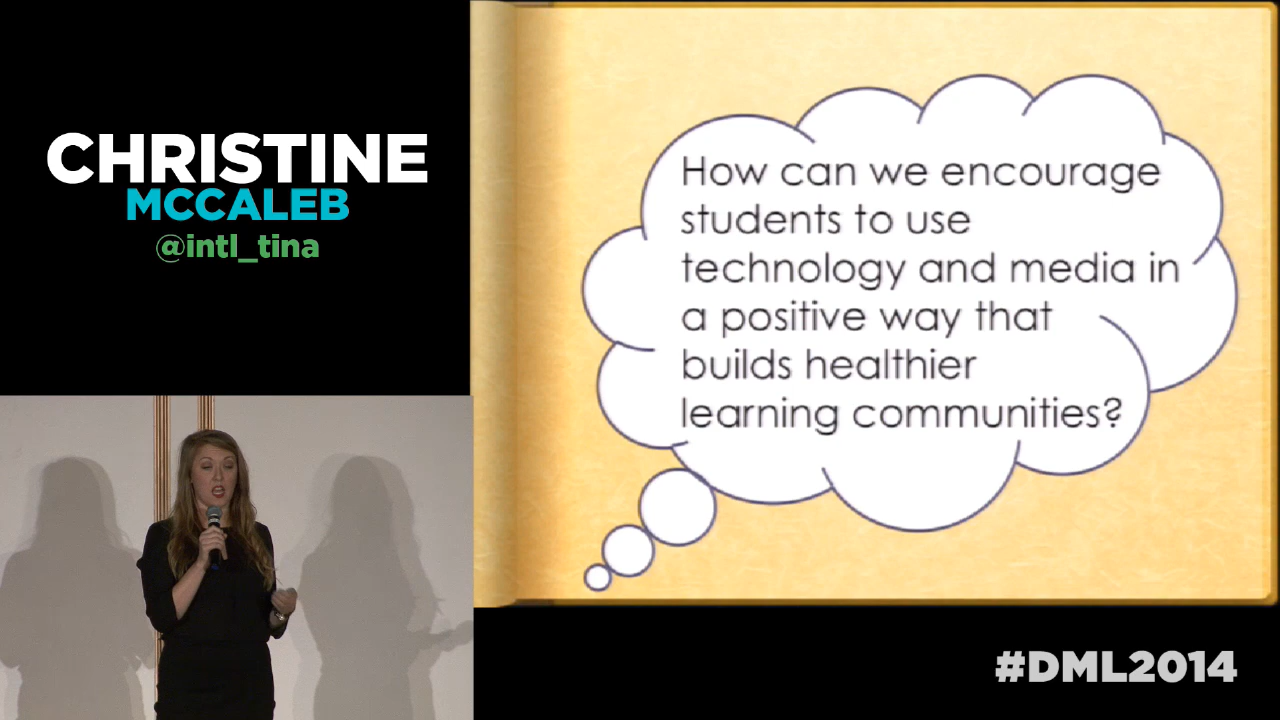 CHRISTINE
MCCALEB
@intl_tina
How can we encourage
students to use
technology and media in
a positive way that
builds healthier
learning communities?
#DML2014